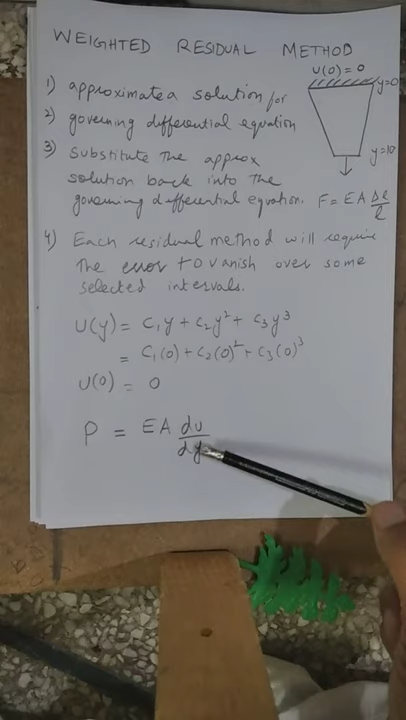 WEIGHTED RESIDUAL METHOD
U(0) = 0
y=0
1) approximate a solution for
2) governing differential equation
3) Substitute the approx
y=10
solution back into the
governing differential equation. F = EA Δl/l
4) Each residual method will require
the error to vanish over some
selected intervals.
U(y) = C₁y + C₂y² + C₃y³
= C₁(0) + C₂(0)² + C₃(0)³
U(0) = 0
P = EA du/dy